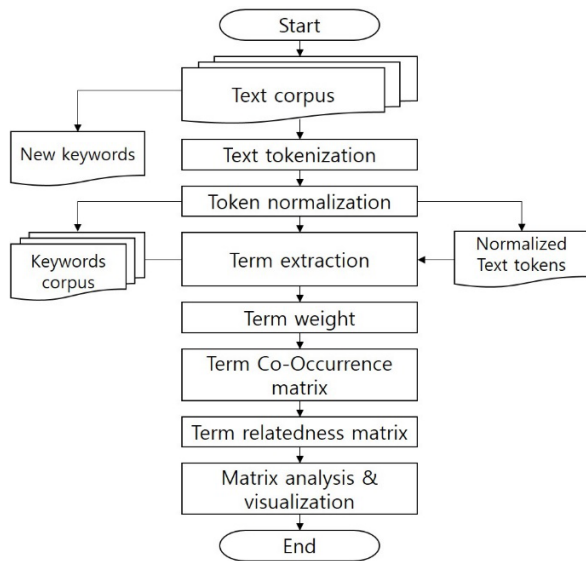 Start
Text corpus
New keywords
Text tokenization
Token normalization
Keywords
corpus
Term extraction
Normalized
Text tokens
Term weight
Term Co-Occurrence
matrix
Term relatedness matrix
Matrix analysis &
visualization
End